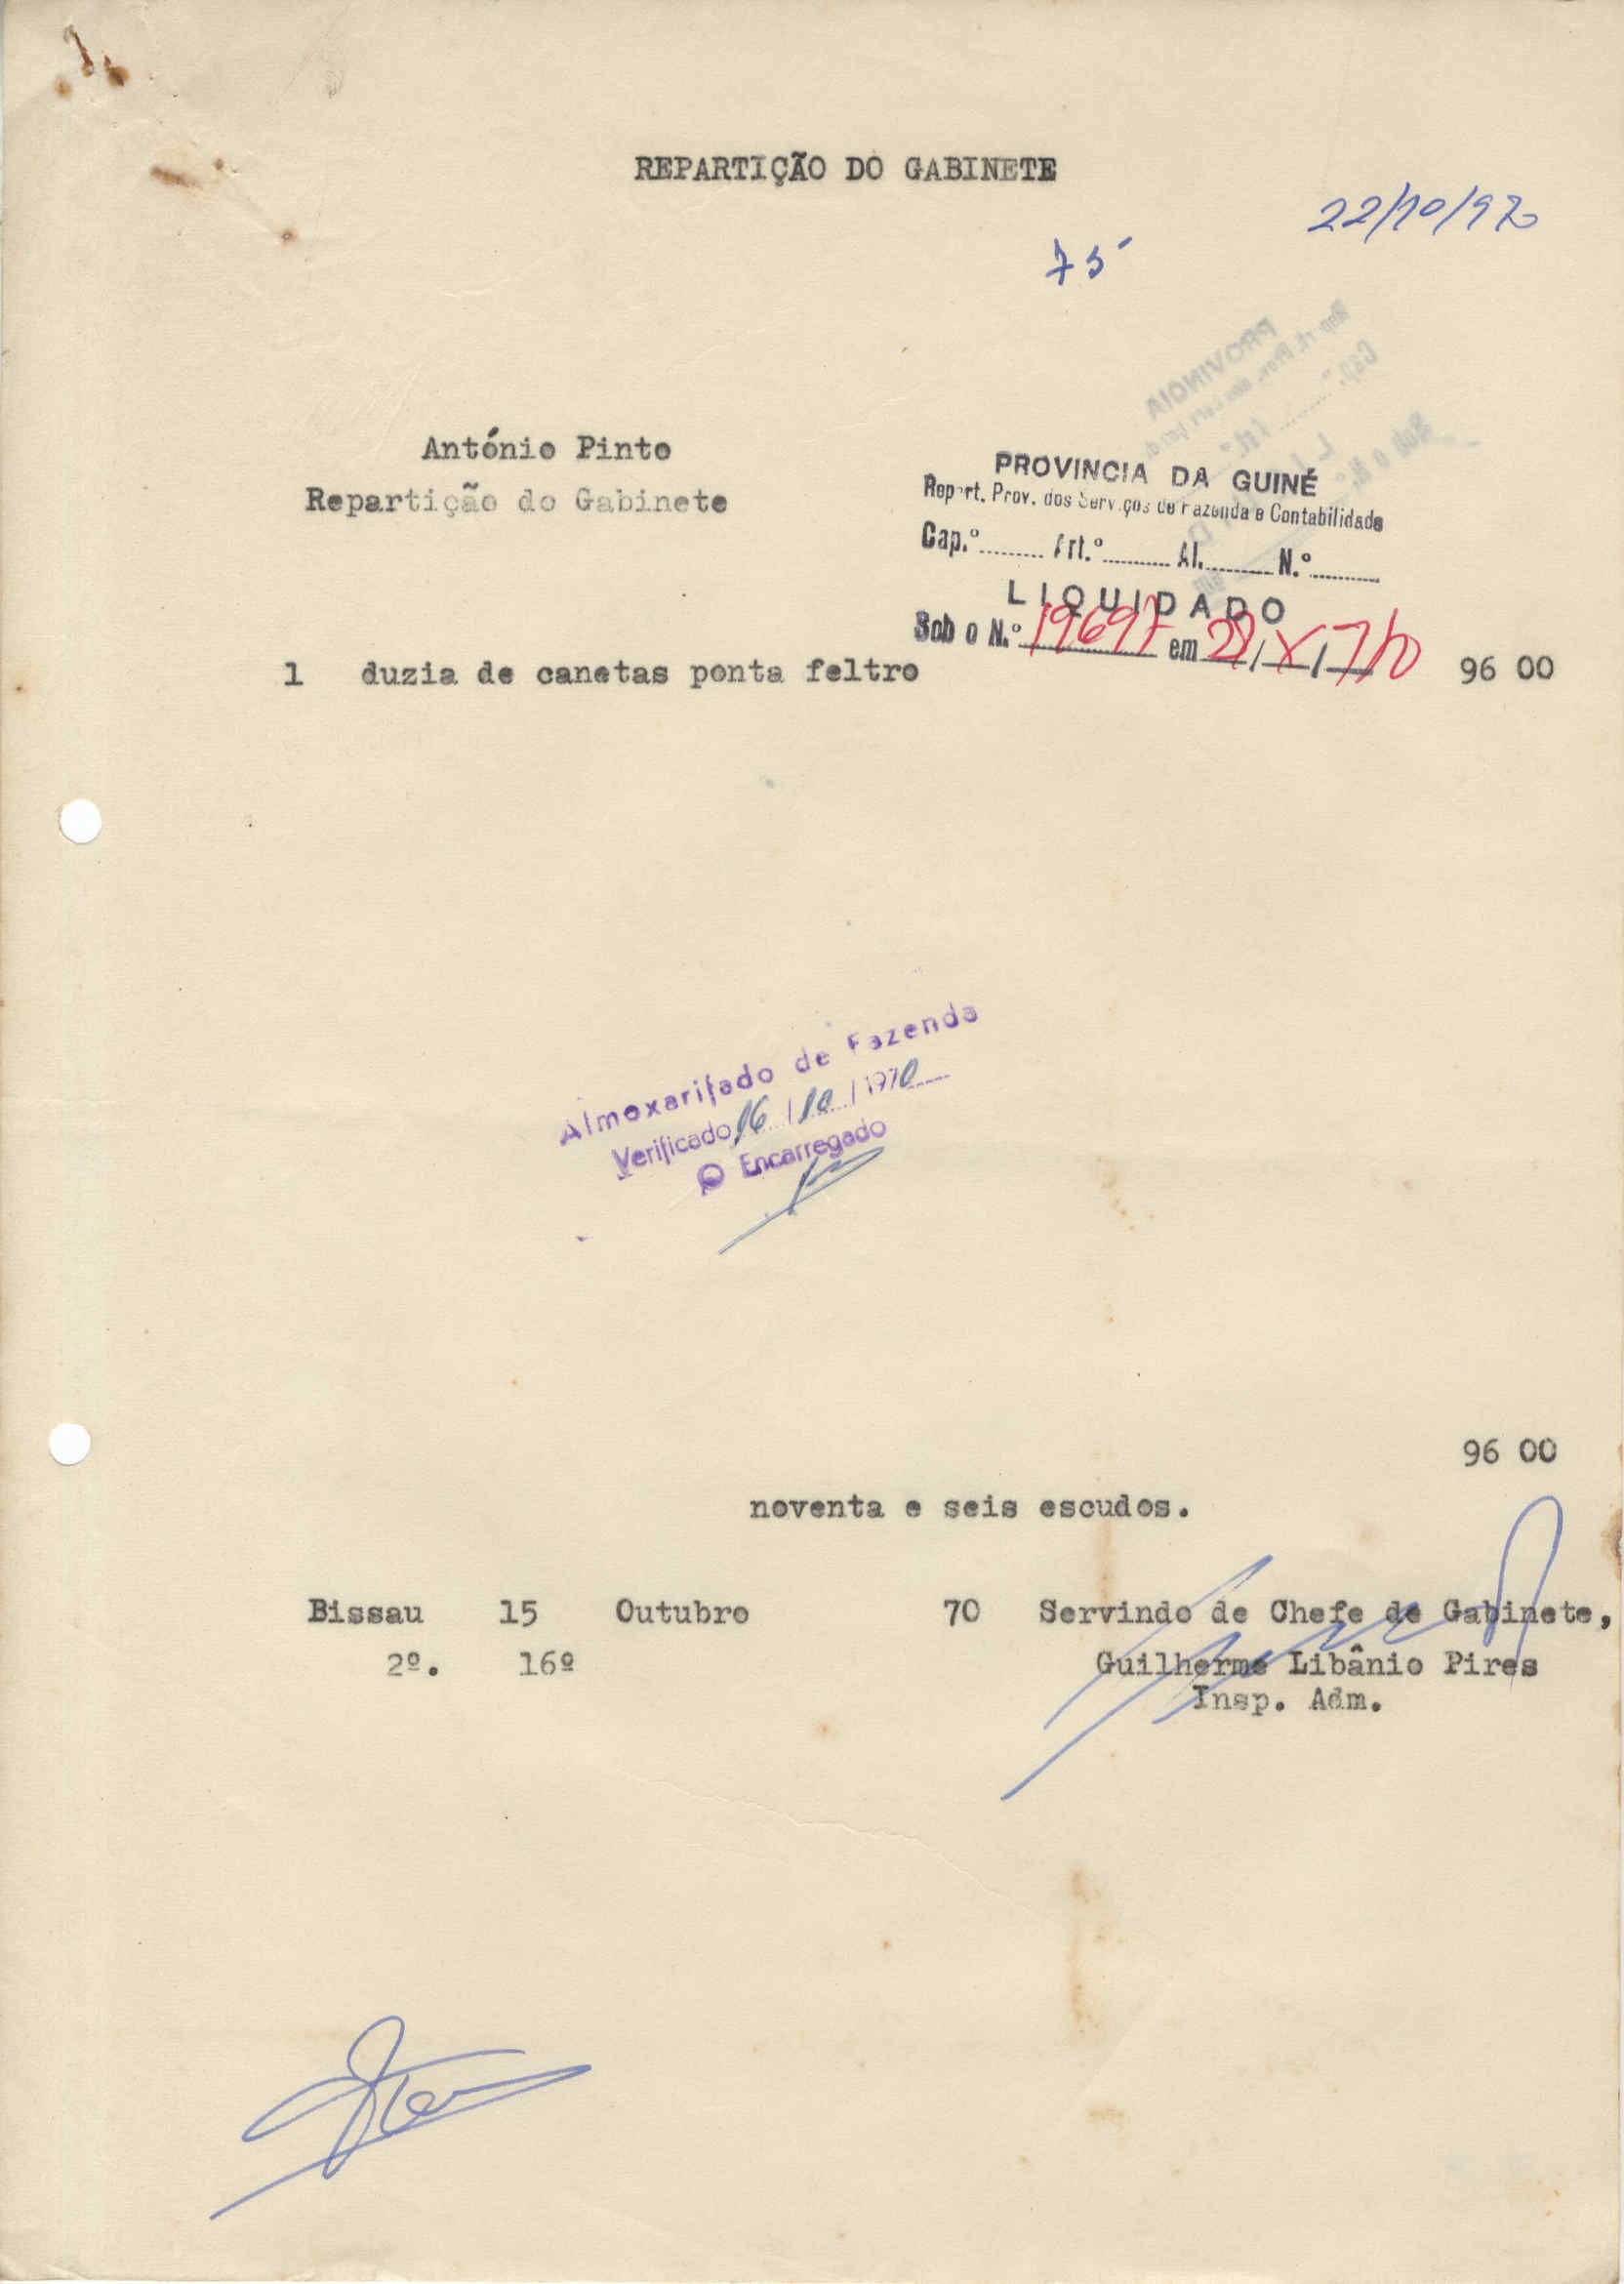 REPARTIÇÃO DO GABINETE
22/10/970
75
António Pinto
Repartição do Gabinete
PROVINCIA DA GUINÉ
Repart. Prov. dos Serviços de Fazenda e Contabilidade
Cap.º Art.º Al. N.º
LIQUIDADO
Sob o N.º 19697 em / X / 70
1 duzia de canetas ponta feltro 96 00
Almoxarifado de Fazenda
Verificado 16 / 10 / 1970
O Encarregado
96 00
noventa e seis escudos.
Bissau 15 Outubro 70 Servindo de Chefe de Gabinete,
2º. 16º Guilherme Libânio Pires
Insp. Adm.